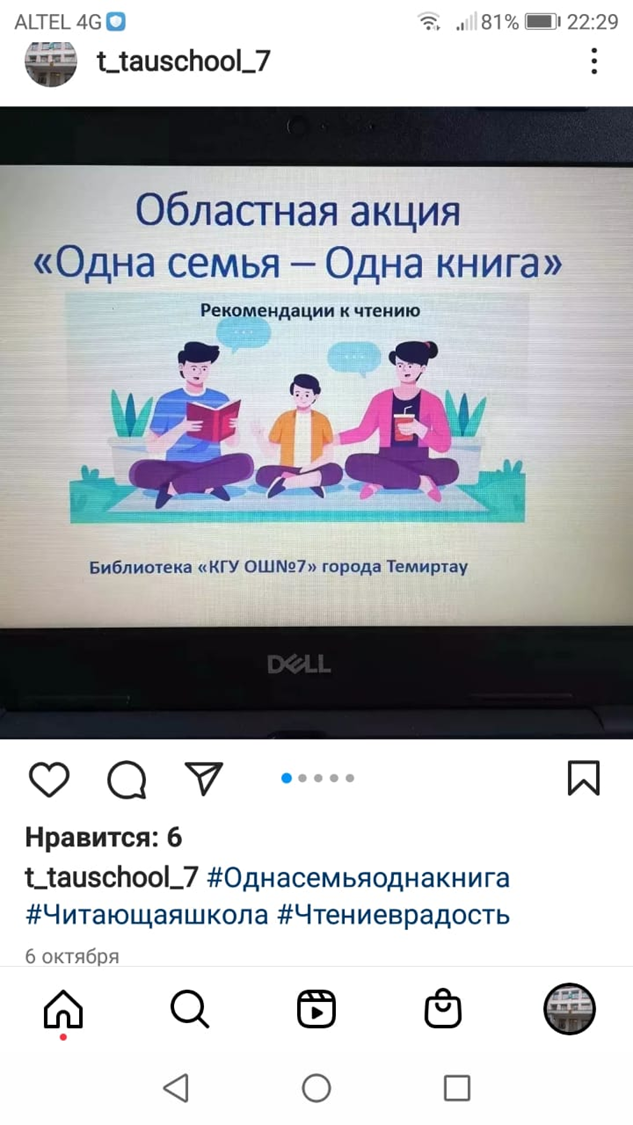 ALTEL 4G 81% 22:29
t_tauschool_7
Областная акция
«Одна семья – Одна книга»
Рекомендации к чтению
Библиотека «КГУ ОШ№7» города Темиртау
DELL
Нравится: 6
t_tauschool_7 #Однасемьяоднакнига
#Читающаяшкола #Чтениеврадость
6 октября